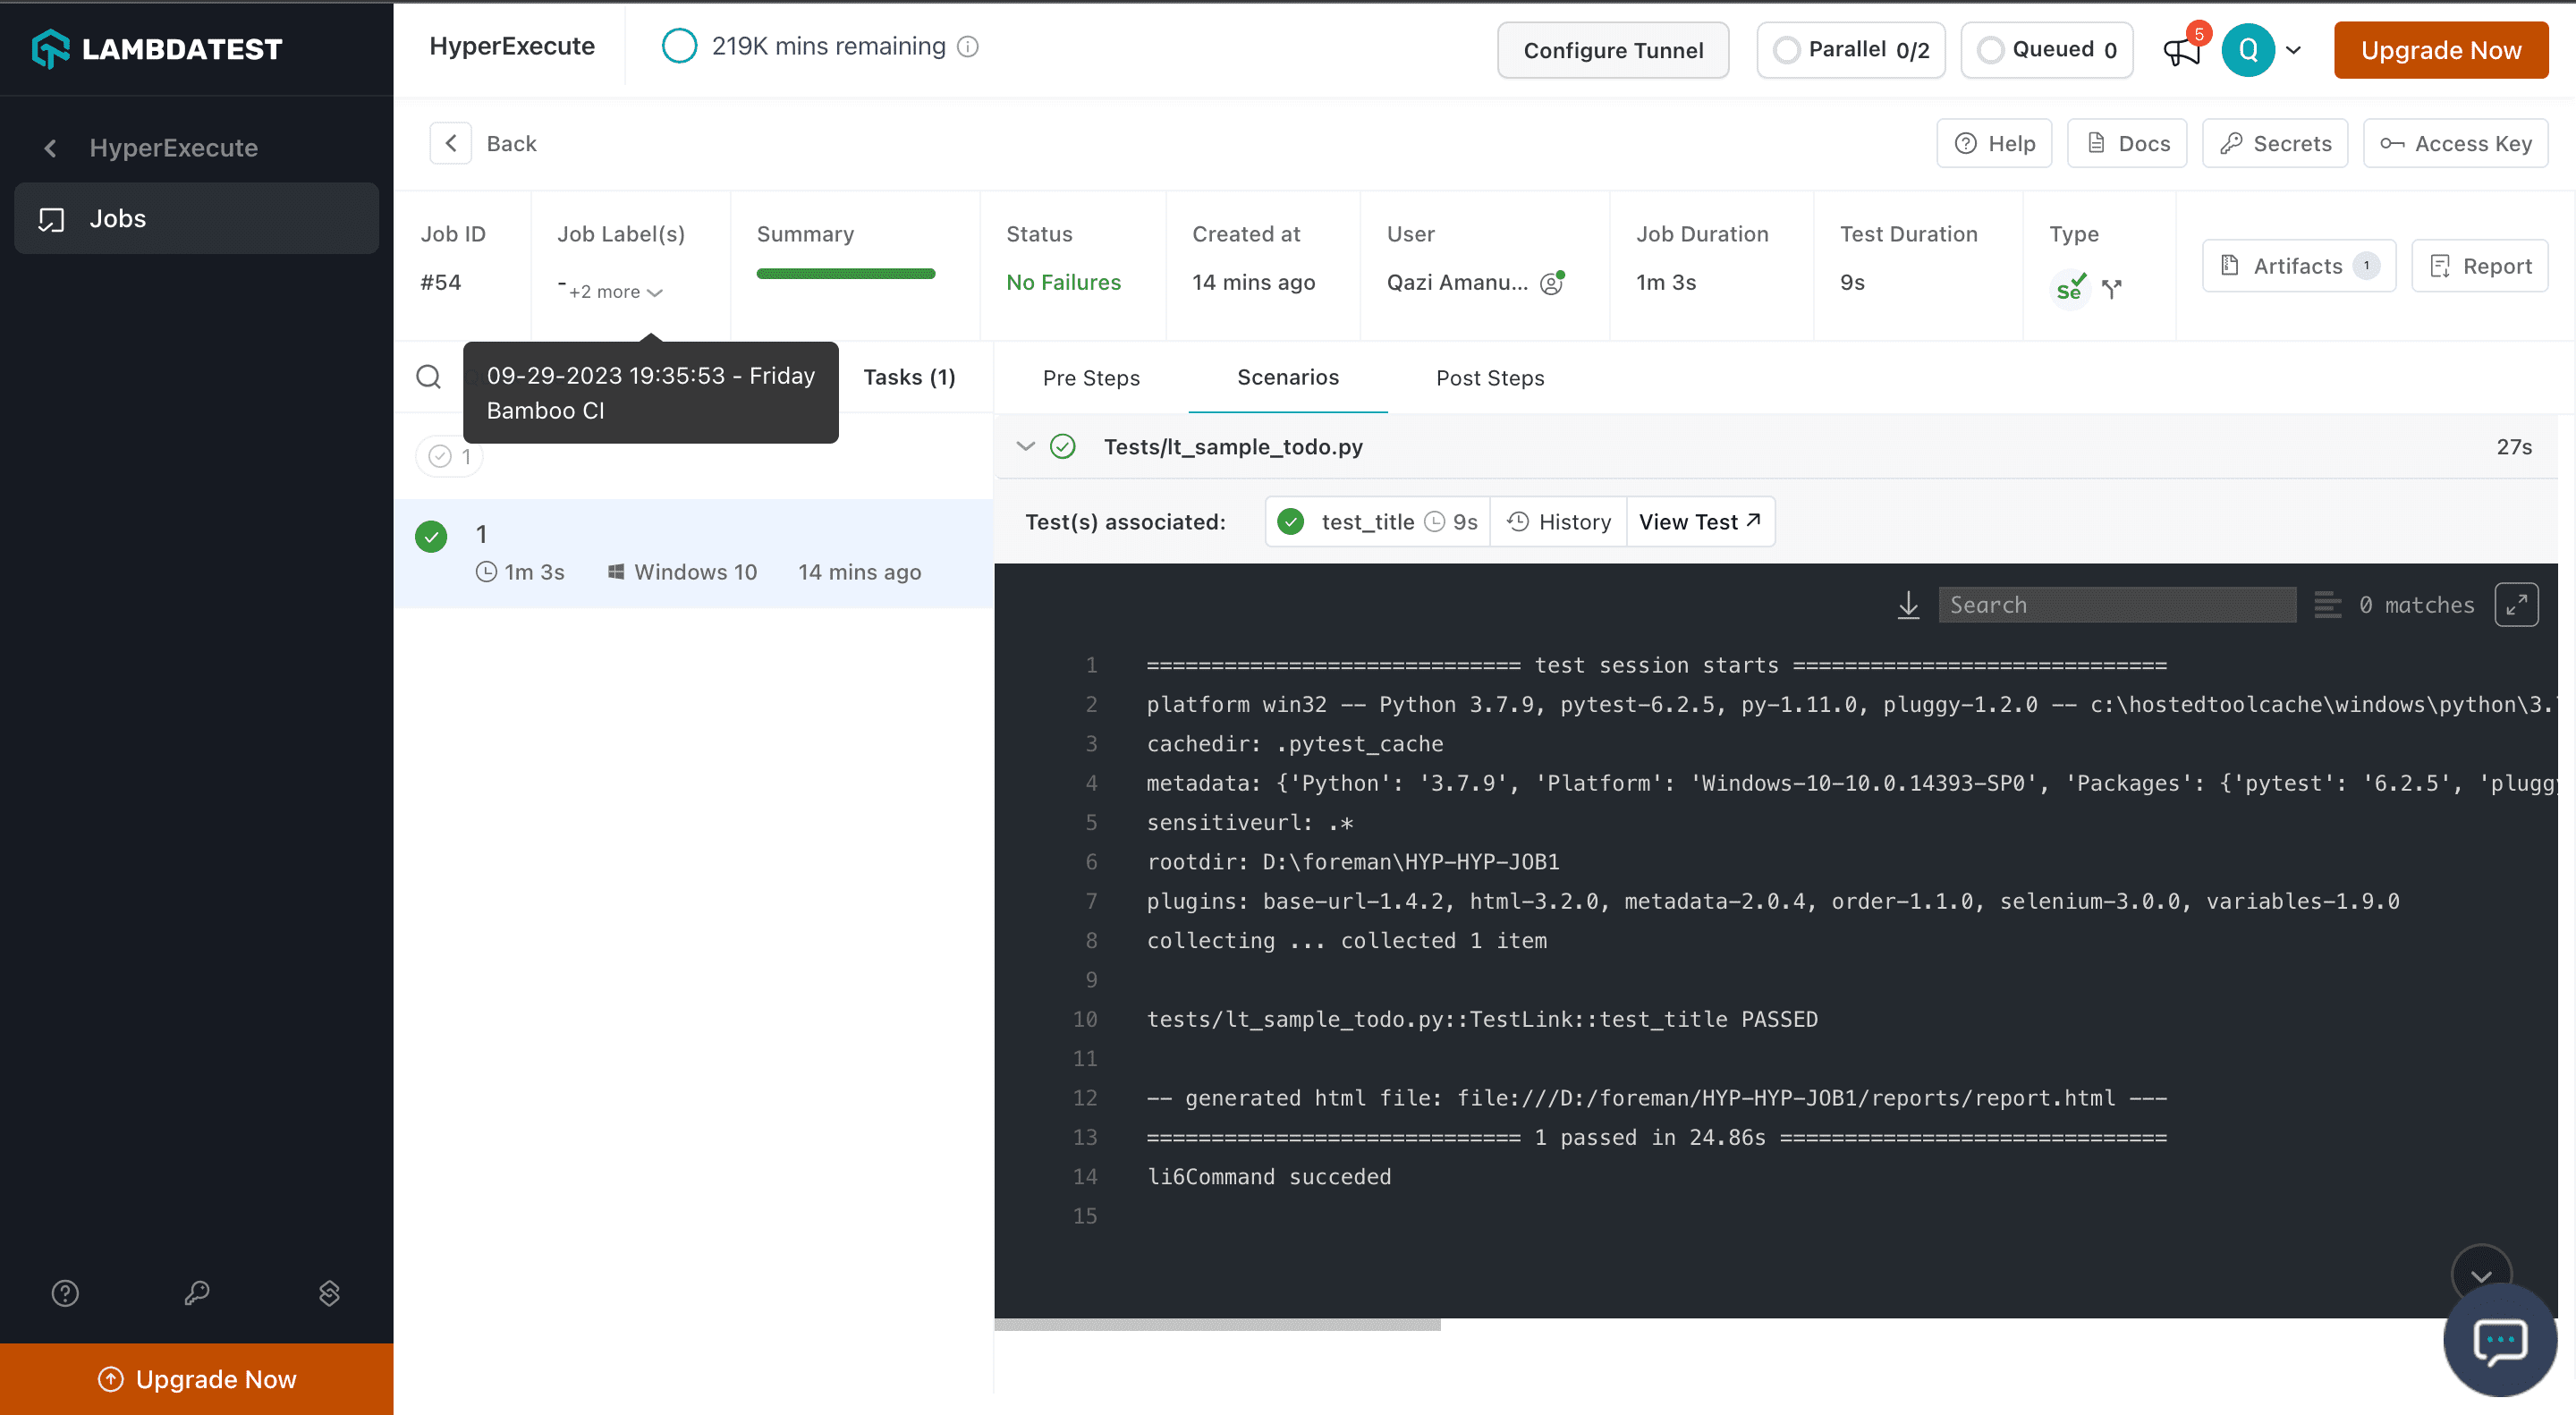 LAMBDATEST
HyperExecute
219K mins remaining
Configure Tunnel
Parallel 0/2
Queued 0
5
Q
Upgrade Now
HyperExecute
Jobs
Back
Help
Docs
Secrets
Access Key
Job ID
#54
Job Label(s)
- +2 more
Summary
Status
No Failures
Created at
14 mins ago
User
Qazi Amanu...
Job Duration
1m 3s
Test Duration
9s
Type
Se
Artifacts 1
Report
09-29-2023 19:35:53 - Friday
Bamboo CI
Tasks (1)
1
1
1m 3s Windows 10 14 mins ago
Pre Steps
Scenarios
Post Steps
Tests/lt_sample_todo.py
27s
Test(s) associated:
test_title 9s
History
View Test
Search
0 matches
1 ============================= test session starts =============================
2 platform win32 -- Python 3.7.9, pytest-6.2.5, py-1.11.0, pluggy-1.2.0 -- c:\hostedtoolcache\windows\python\3.
3 cachedir: .pytest_cache
4 metadata: {'Python': '3.7.9', 'Platform': 'Windows-10-10.0.14393-SP0', 'Packages': {'pytest': '6.2.5', 'plugg
5 sensitiveurl: .*
6 rootdir: D:\foreman\HYP-HYP-JOB1
7 plugins: base-url-1.4.2, html-3.2.0, metadata-2.0.4, order-1.1.0, selenium-3.0.0, variables-1.9.0
8 collecting ... collected 1 item
9
10 tests/lt_sample_todo.py::TestLink::test_title PASSED
11
12 -- generated html file: file:///D:/foreman/HYP-HYP-JOB1/reports/report.html ---
13 ============================= 1 passed in 24.86s ==============================
14 li6Command succeded
15
Upgrade Now